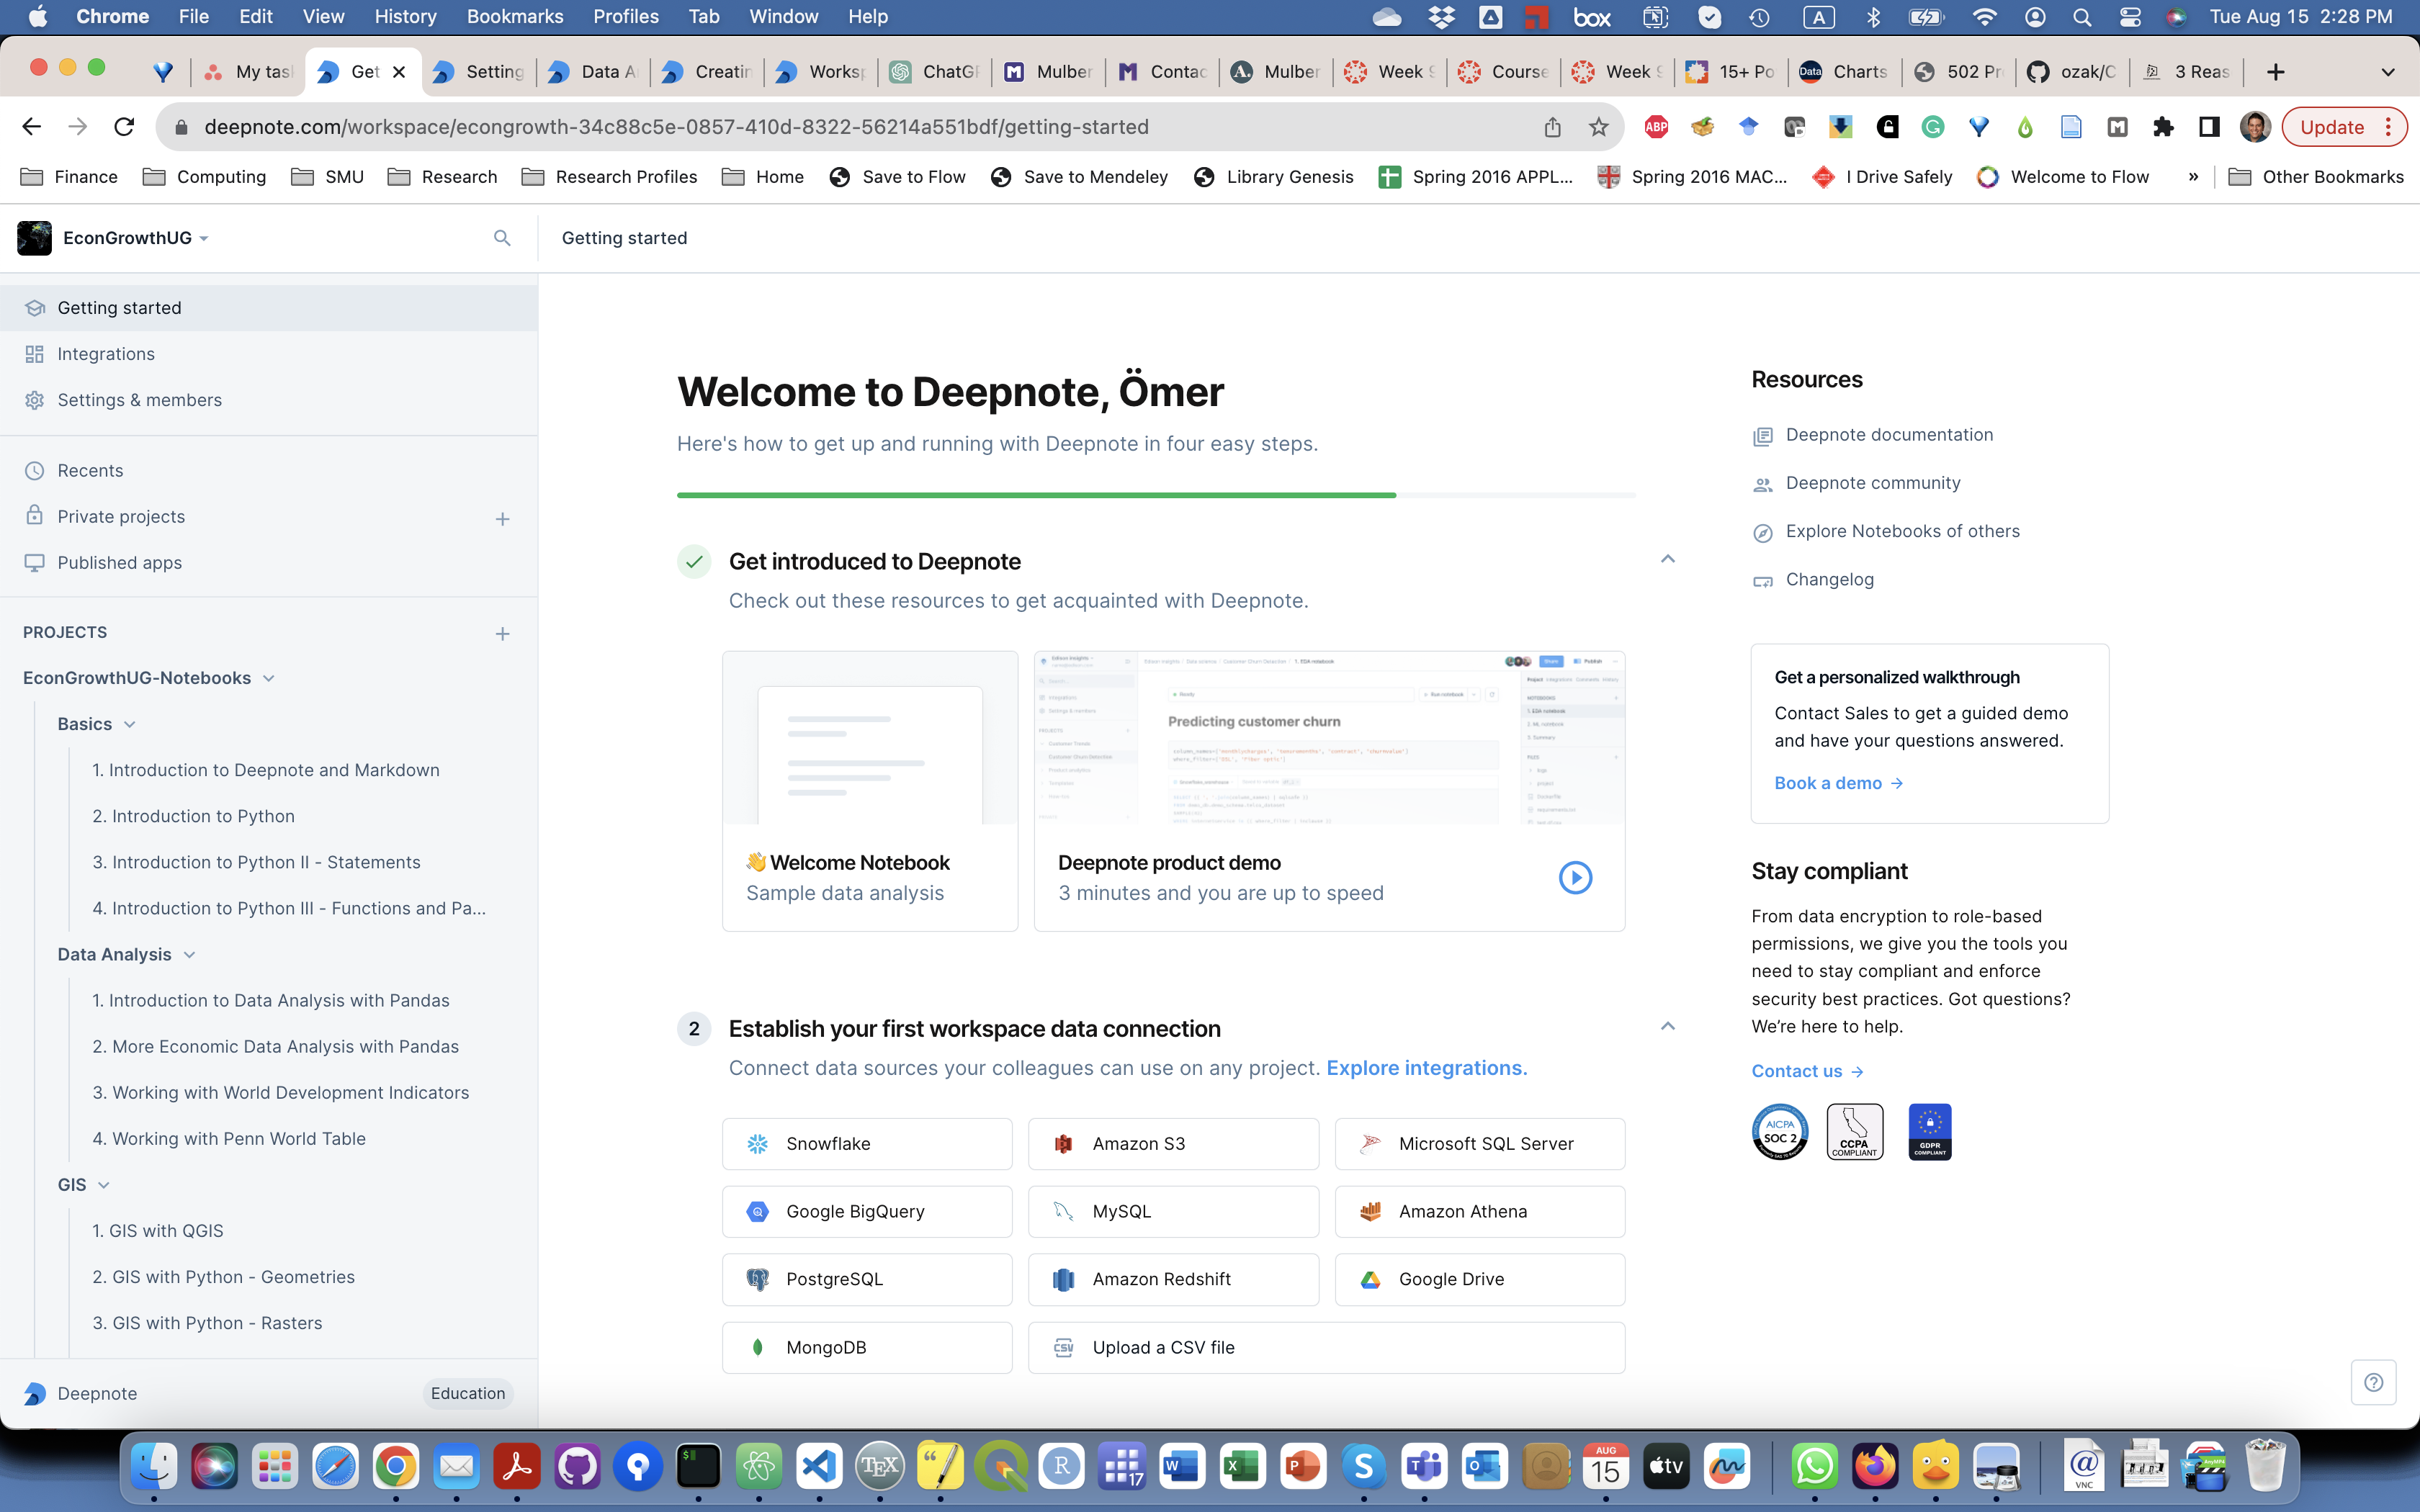 Chrome File Edit View History Bookmarks Profiles Tab Window Help
box A Tue Aug 15 2:28 PM
My tas Get Setting Data A Creatin Worksp ChatGF Mulber Contac Mulber Week S Course Week S 15+ Po Charts 502 Pr ozak/C 3 Reas
deepnote.com/workspace/econgrowth-34c88c5e-0857-410d-8322-56214a551bdf/getting-started
ABP
Update
Finance Computing SMU Research Research Profiles Home Save to Flow Save to Mendeley Library Genesis Spring 2016 APPL... Spring 2016 MAC... I Drive Safely Welcome to Flow » Other Bookmarks
EconGrowthUG
Getting started
Getting started
Integrations
Settings & members
Recents
Private projects
Published apps
PROJECTS
EconGrowthUG-Notebooks
Basics
1. Introduction to Deepnote and Markdown
2. Introduction to Python
3. Introduction to Python II - Statements
4. Introduction to Python III - Functions and Pa...
Data Analysis
1. Introduction to Data Analysis with Pandas
2. More Economic Data Analysis with Pandas
3. Working with World Development Indicators
4. Working with Penn World Table
GIS
1. GIS with QGIS
2. GIS with Python - Geometries
3. GIS with Python - Rasters
Deepnote
Education
Welcome to Deepnote, Ömer
Here's how to get up and running with Deepnote in four easy steps.
Get introduced to Deepnote
Check out these resources to get acquainted with Deepnote.
Predicting customer churn
👋 Welcome Notebook
Sample data analysis
Deepnote product demo
3 minutes and you are up to speed
2
Establish your first workspace data connection
Connect data sources your colleagues can use on any project. Explore integrations.
Snowflake
Amazon S3
Microsoft SQL Server
Google BigQuery
MySQL
Amazon Athena
PostgreSQL
Amazon Redshift
Google Drive
MongoDB
CSV
Upload a CSV file
Resources
Deepnote documentation
Deepnote community
Explore Notebooks of others
Changelog
Get a personalized walkthrough
Contact Sales to get a guided demo
and have your questions answered.
Book a demo →
Stay compliant
From data encryption to role-based
permissions, we give you the tools you
need to stay compliant and enforce
security best practices. Got questions?
We're here to help.
Contact us →
AICPA
SOC 2
CCPA
COMPLIANT
GDPR
COMPLIANT
TEX
R
17
AUG
15
tv
VNC